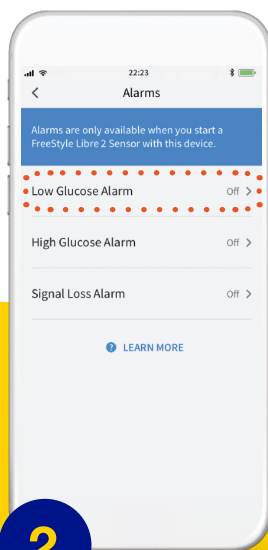 22:23
Alarms
Alarms are only available when you start a
FreeStyle Libre 2 Sensor with this device.
Low Glucose Alarm Off
High Glucose Alarm Off
Signal Loss Alarm Off
? LEARN MORE
2